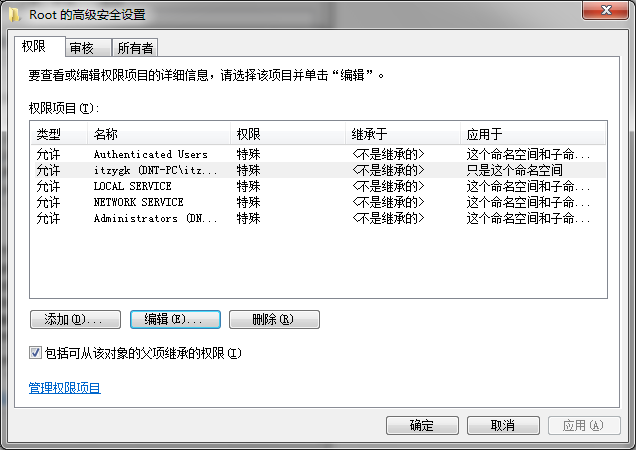 Root 的高级安全设置
权限 审核 所有者
要查看或编辑权限项目的详细信息，请选择该项目并单击“编辑”。
权限项目(T):
类型 名称 权限 继承于 应用于
允许 Authenticated Users 特殊 <不是继承的> 这个命名空间和子命...
允许 itzygk (DNT-PC\itz... 特殊 <不是继承的> 只是这个命名空间
允许 LOCAL SERVICE 特殊 <不是继承的> 这个命名空间和子命...
允许 NETWORK SERVICE 特殊 <不是继承的> 这个命名空间和子命...
允许 Administrators (DN... 特殊 <不是继承的> 这个命名空间和子命...
添加(D)... 编辑(E)... 删除(R)
包括可从该对象的父项继承的权限(I)
管理权限项目
确定 取消 应用(A)